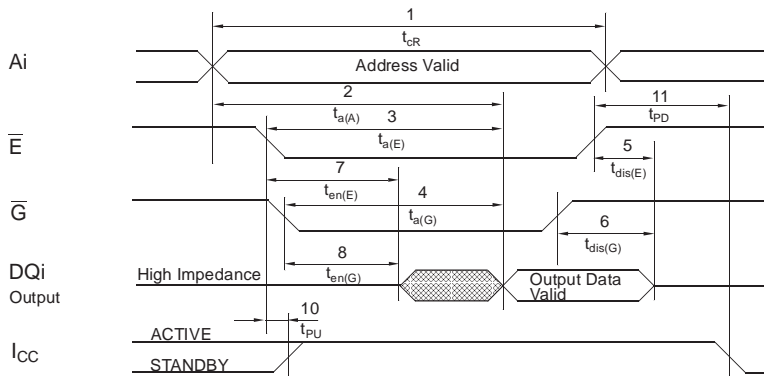 1
tcR
Ai
Address Valid
2
ta(A)
3
ta(E)
11
tPD
E
5
tdis(E)
7
ten(E)
4
ta(G)
G
6
tdis(G)
8
ten(G)
DQi
Output
High Impedance
Output Data
Valid
10
tPU
ICC
ACTIVE
STANDBY